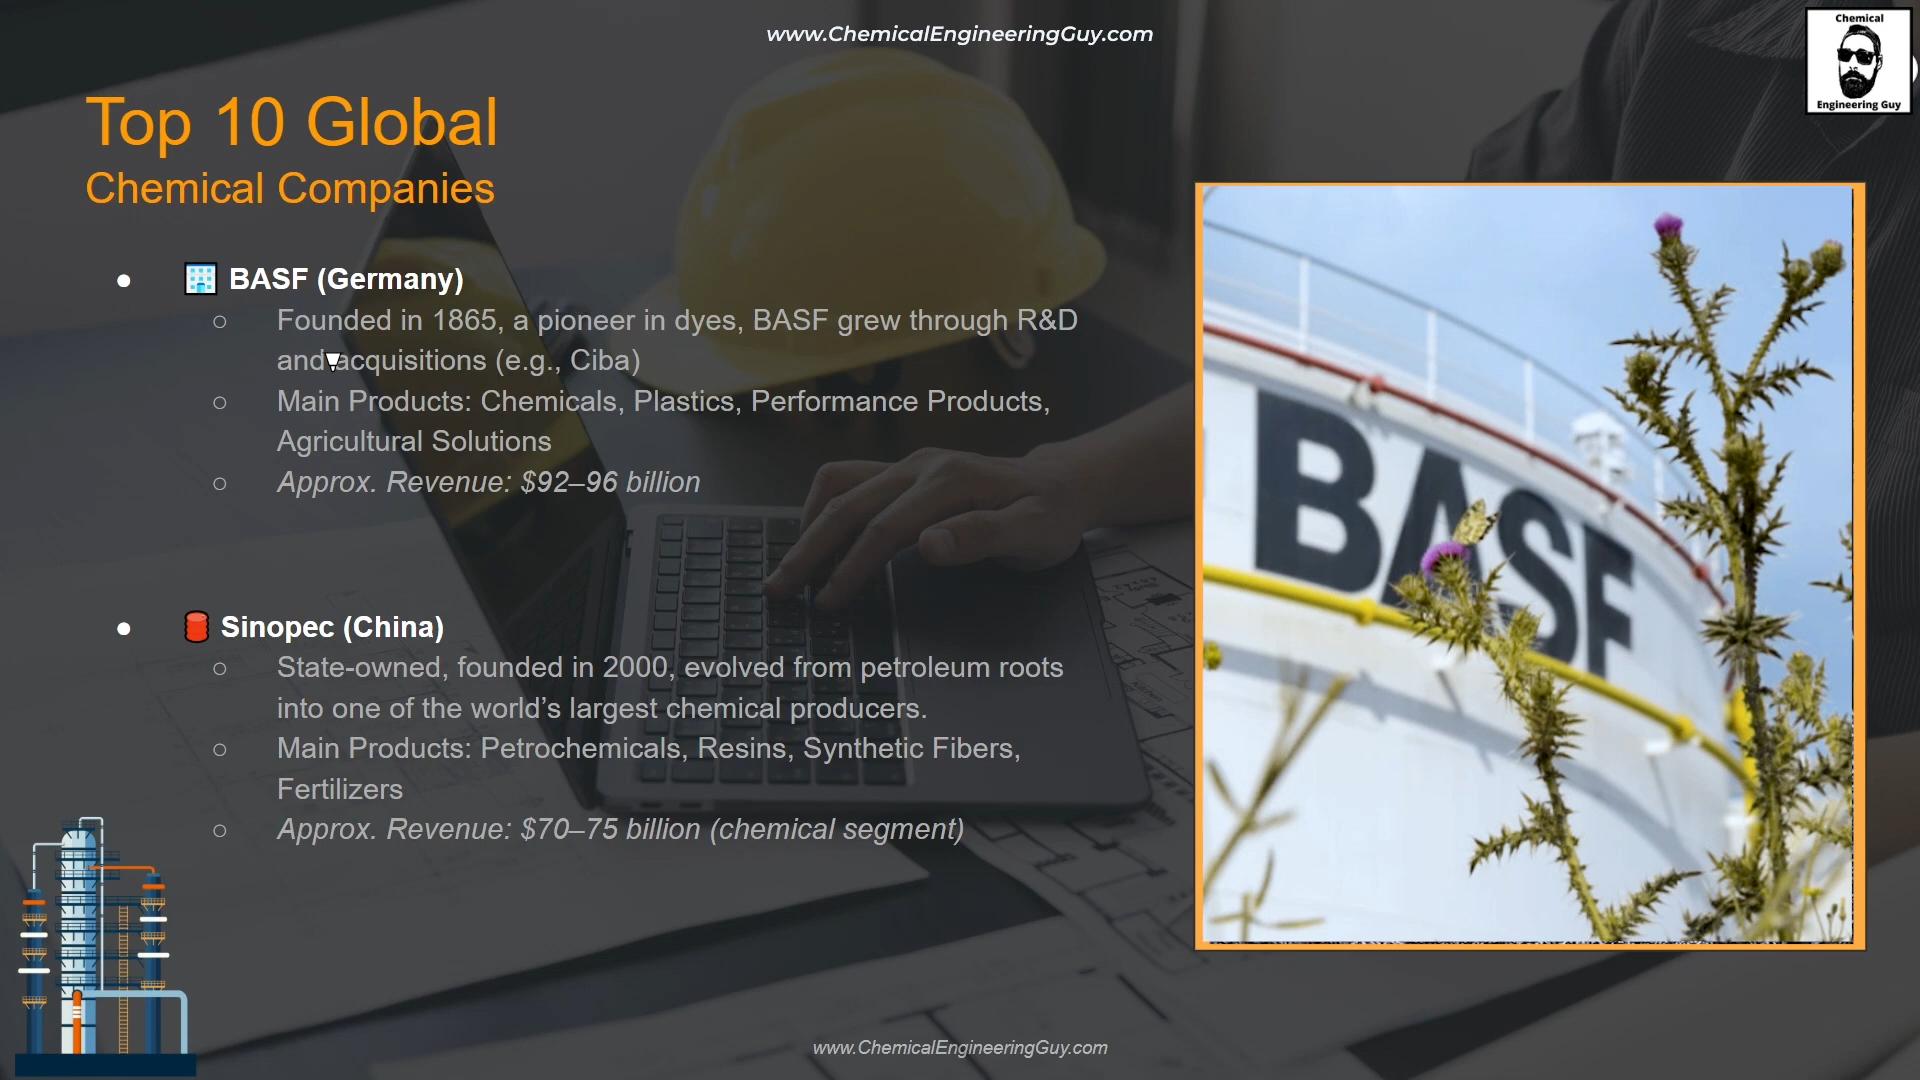 www.ChemicalEngineeringGuy.com
Chemical
Engineering Guy
Top 10 Global
Chemical Companies
● 🏢 BASF (Germany)
○ Founded in 1865, a pioneer in dyes, BASF grew through R&D
and acquisitions (e.g., Ciba)
○ Main Products: Chemicals, Plastics, Performance Products,
Agricultural Solutions
○ Approx. Revenue: $92–96 billion
● 🛢️ Sinopec (China)
○ State-owned, founded in 2000, evolved from petroleum roots
into one of the world’s largest chemical producers.
○ Main Products: Petrochemicals, Resins, Synthetic Fibers,
Fertilizers
○ Approx. Revenue: $70–75 billion (chemical segment)
BASF
www.ChemicalEngineeringGuy.com